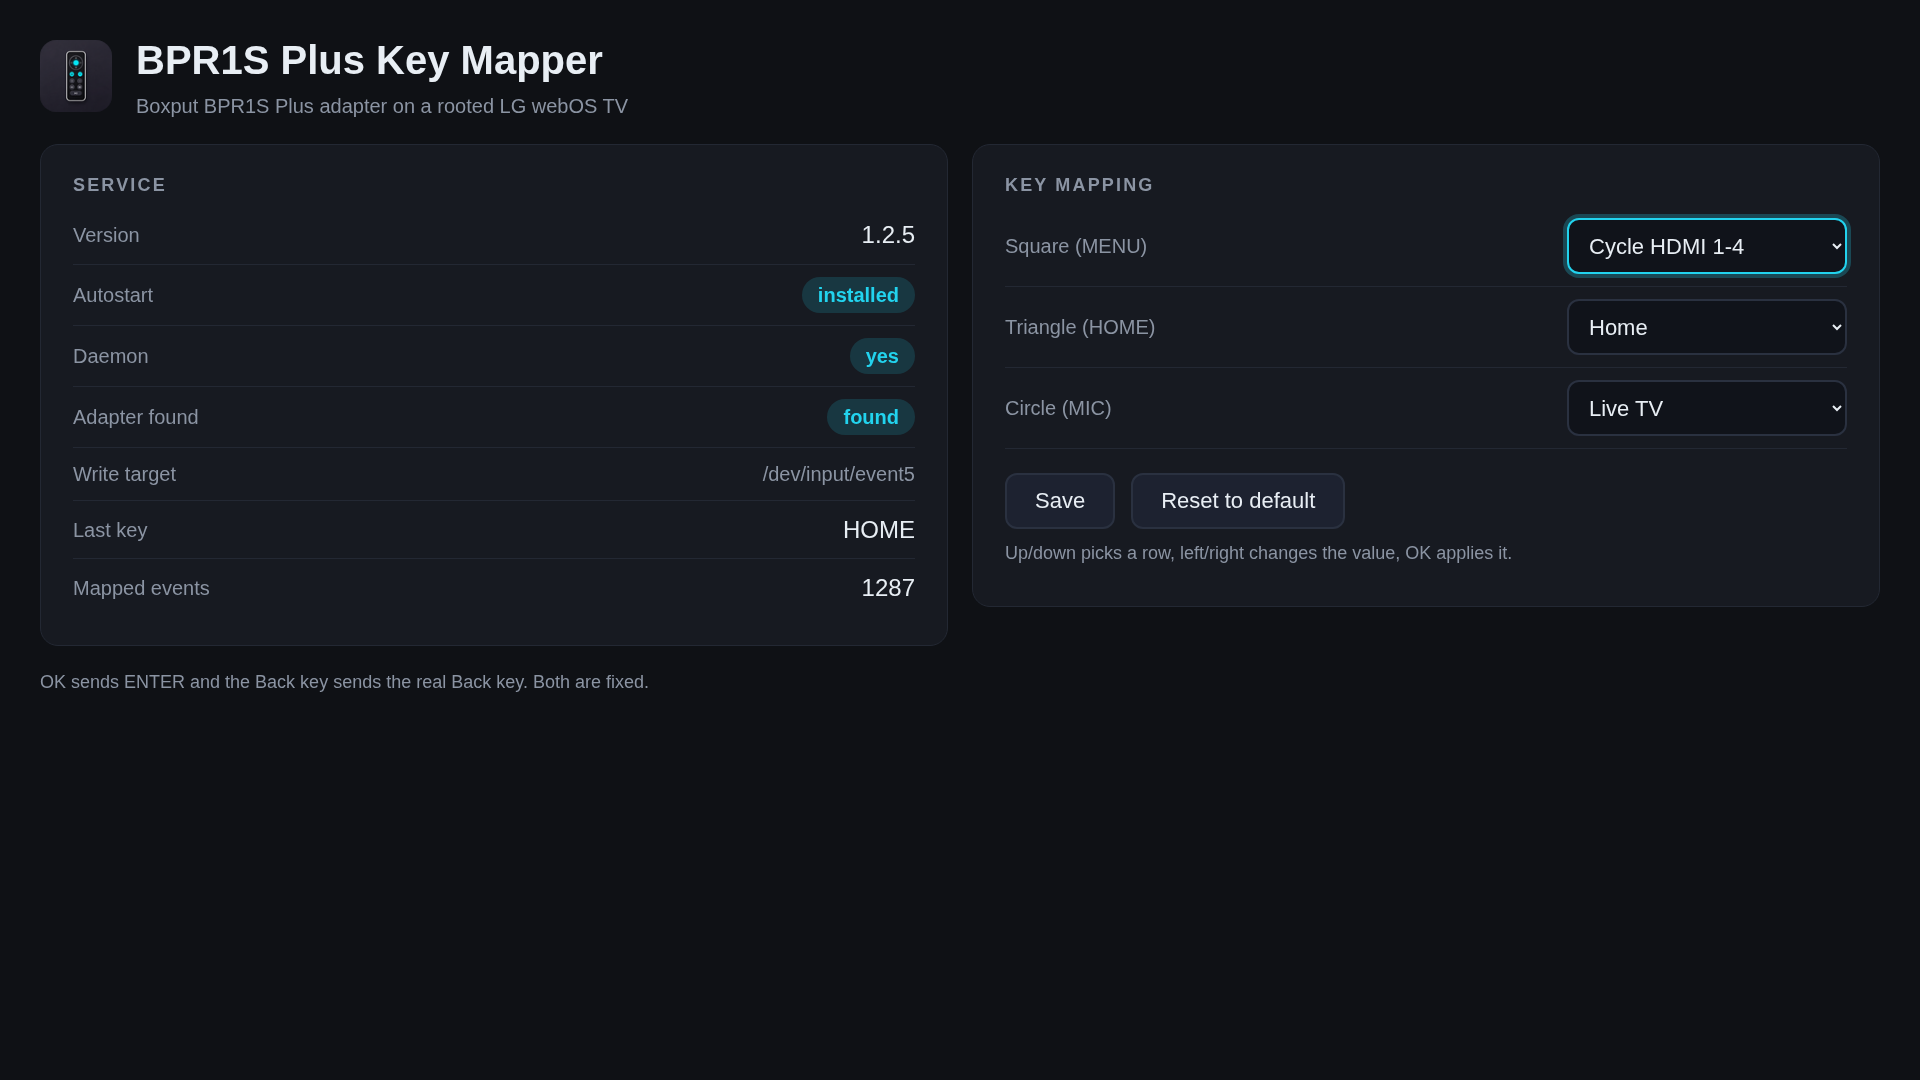 BPR1S Plus Key Mapper
Boxput BPR1S Plus adapter on a rooted LG webOS TV
SERVICE
Version 1.2.5
Autostart installed
Daemon yes
Adapter found found
Write target /dev/input/event5
Last key HOME
Mapped events 1287
KEY MAPPING
Square (MENU) Cycle HDMI 1-4
Triangle (HOME) Home
Circle (MIC) Live TV
Save Reset to default
Up/down picks a row, left/right changes the value, OK applies it.
OK sends ENTER and the Back key sends the real Back key. Both are fixed.